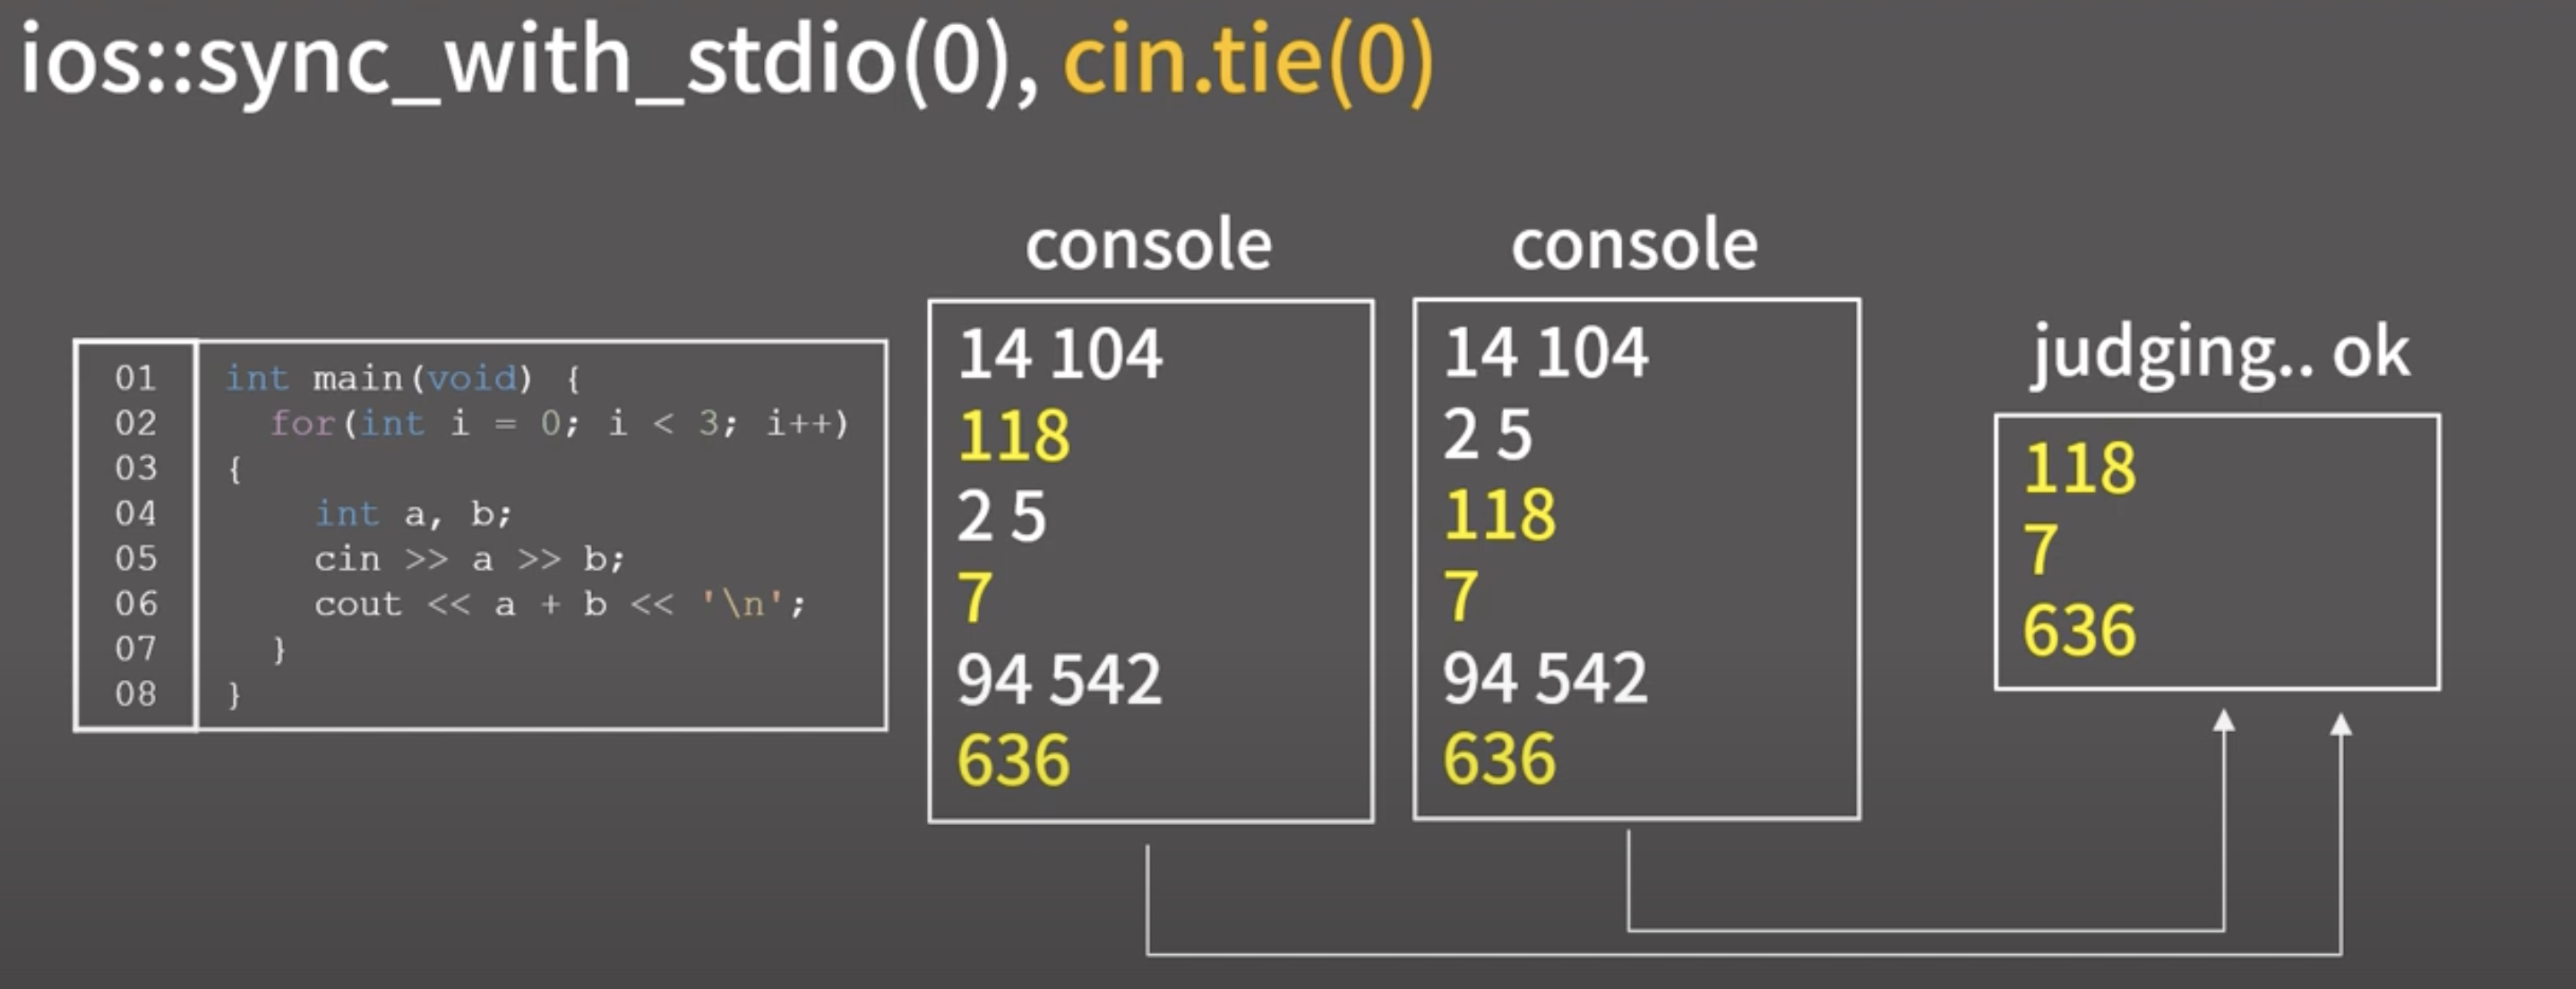 ios::sync_with_stdio(0), cin.tie(0)
01 int main(void) {
02 for(int i = 0; i < 3; i++)
03 {
04 int a, b;
05 cin >> a >> b;
06 cout << a + b << '\n';
07 }
08 }
console
14 104
118
2 5
7
94 542
636
console
14 104
2 5
118
7
94 542
636
judging.. ok
118
7
636